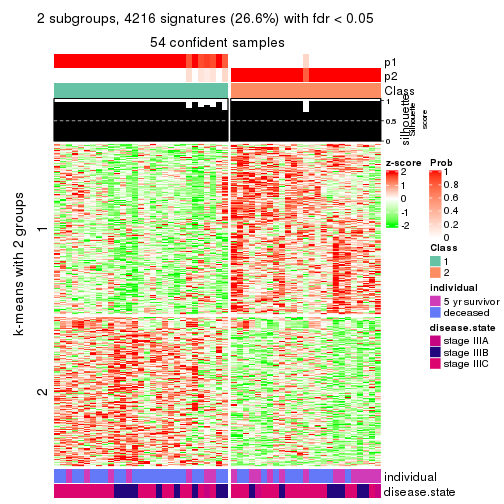 2 subgroups, 4216 signatures (26.6%) with fdr < 0.05
54 confident samples
p1
p2
Class
1
0.5
0
silhouette
Silhouette
score
k-means with 2 groups
1
2
z-score
2
1
0
-1
-2
Prob
1
0.8
0.6
0.4
0.2
0
Class
1
2
individual
5 yr survivor
deceased
disease.state
stage IIIA
stage IIIB
stage IIIC
individual
disease.state